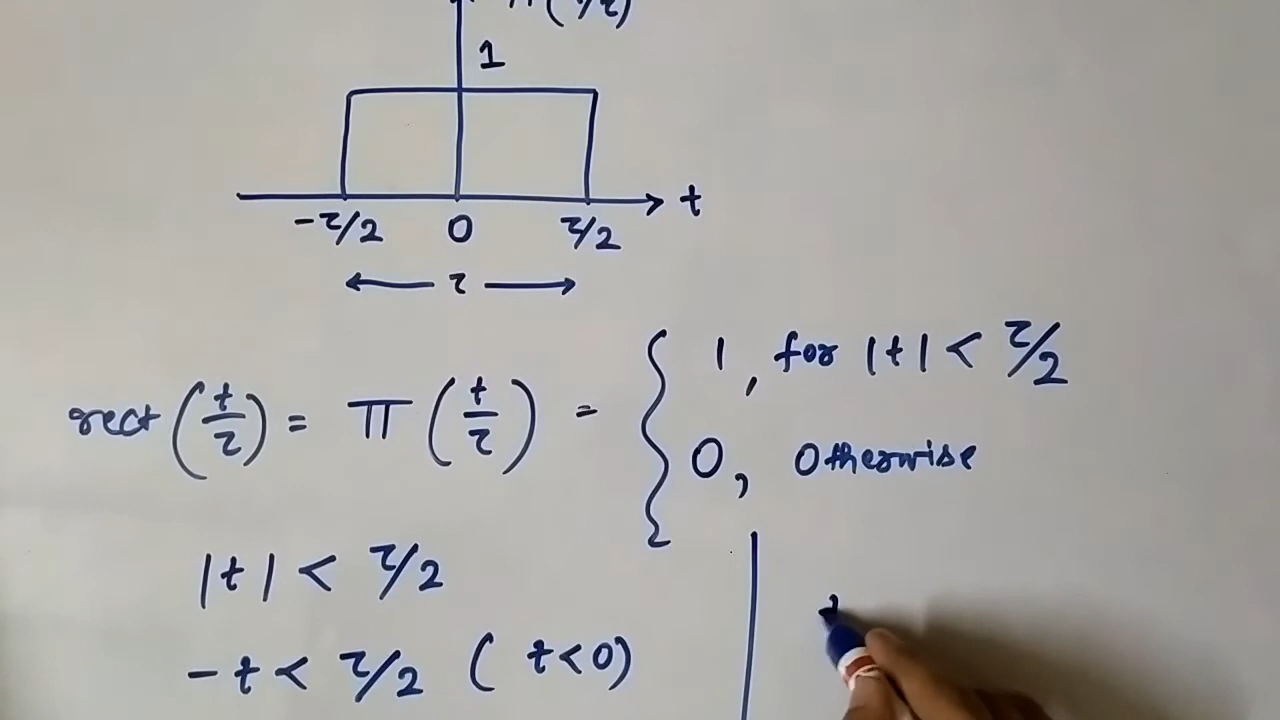 1
t
-τ/2 0 τ/2
τ
rect(t/τ) = π(t/τ) = { 1, for |t| < τ/2
0, Otherwise
|t| < τ/2
-t < τ/2 ( t<0)